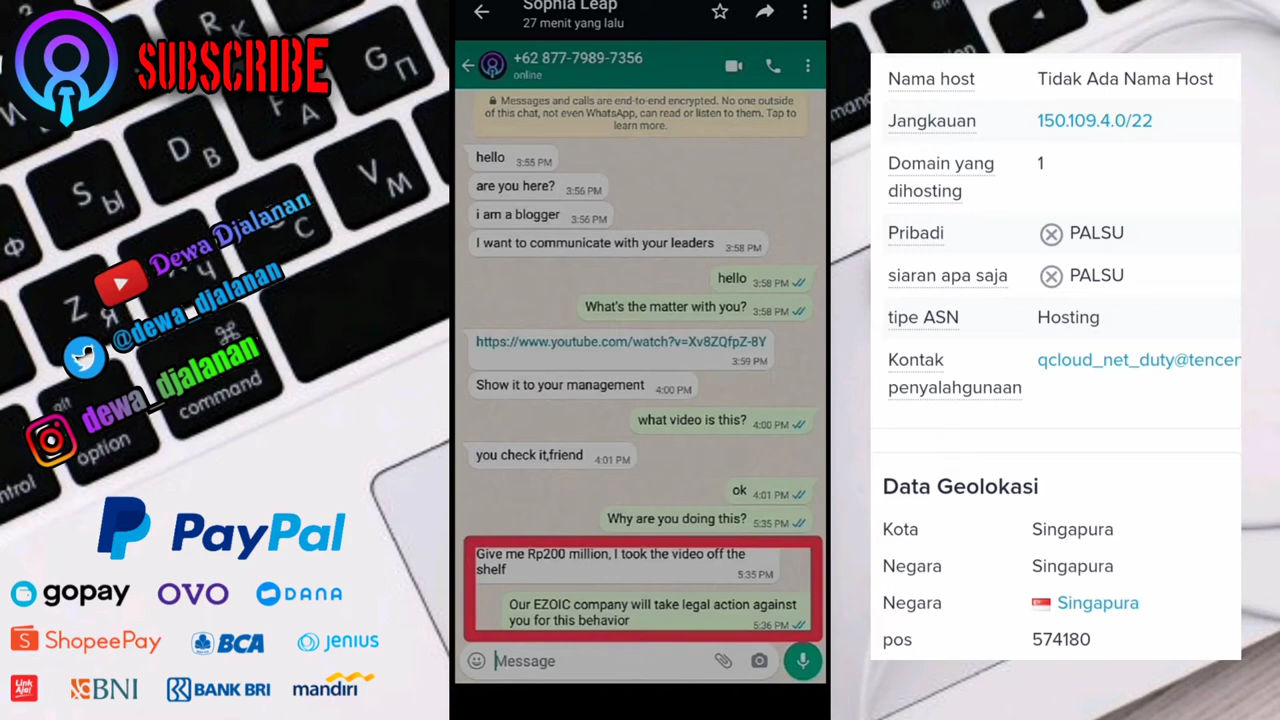 SUBSCRIBE
Dewa Djalanan
@dewa_djalanan
dewa_djalanan
command
option
PayPal
gopay
OVO
DANA
ShopeePay
BCA
jenius
Link
Aja!
BNI
BANK BRI
mandiri
Sophia Leap
27 menit yang lalu
+62 877-7989-7356
online
Messages and calls are end-to-end encrypted. No one outside
of this chat, not even WhatsApp, can read or listen to them. Tap to
learn more.
hello 3:55 PM
are you here? 3:56 PM
i am a blogger 3:56 PM
I want to communicate with your leaders 3:58 PM
hello 3:58 PM
What's the matter with you? 3:58 PM
https://www.youtube.com/watch?v=Xv8ZQfpZ-8Y
3:59 PM
Show it to your management 4:00 PM
what video is this? 4:00 PM
you check it,friend 4:01 PM
ok 4:01 PM
Why are you doing this? 5:35 PM
Give me Rp200 million, I took the video off the
shelf
5:35 PM
Our EZOIC company will take legal action against
you for this behavior 5:36 PM
Message
Nama host Tidak Ada Nama Host
Jangkauan 150.109.4.0/22
Domain yang 1
dihosting
Pribadi PALSU
siaran apa saja PALSU
tipe ASN Hosting
Kontak qcloud_net_duty@tencen
penyalahgunaan
Data Geolokasi
Kota Singapura
Negara Singapura
Negara Singapura
pos 574180